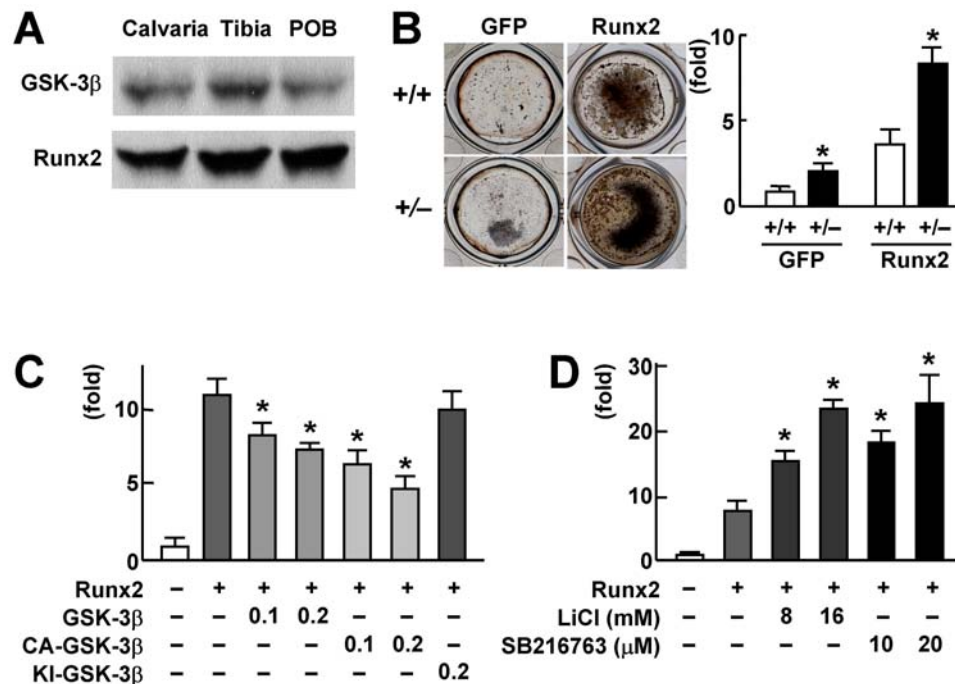 A
Calvaria Tibia POB
GSK-3β
Runx2
B
GFP Runx2
+/+
+/−
(fold)
10
5
0
*
*
+/+ +/− +/+ +/−
GFP Runx2
C
(fold)
10
5
0
* * * *
Runx2 − + + + + + +
GSK-3β − − 0.1 0.2 − − −
CA-GSK-3β − − − − 0.1 0.2 −
KI-GSK-3β − − − − − − 0.2
D
(fold)
30
20
10
0
* * * *
Runx2 − + + + + +
LiCl (mM) − − 8 16 − −
SB216763 (μM) − − − − 10 20